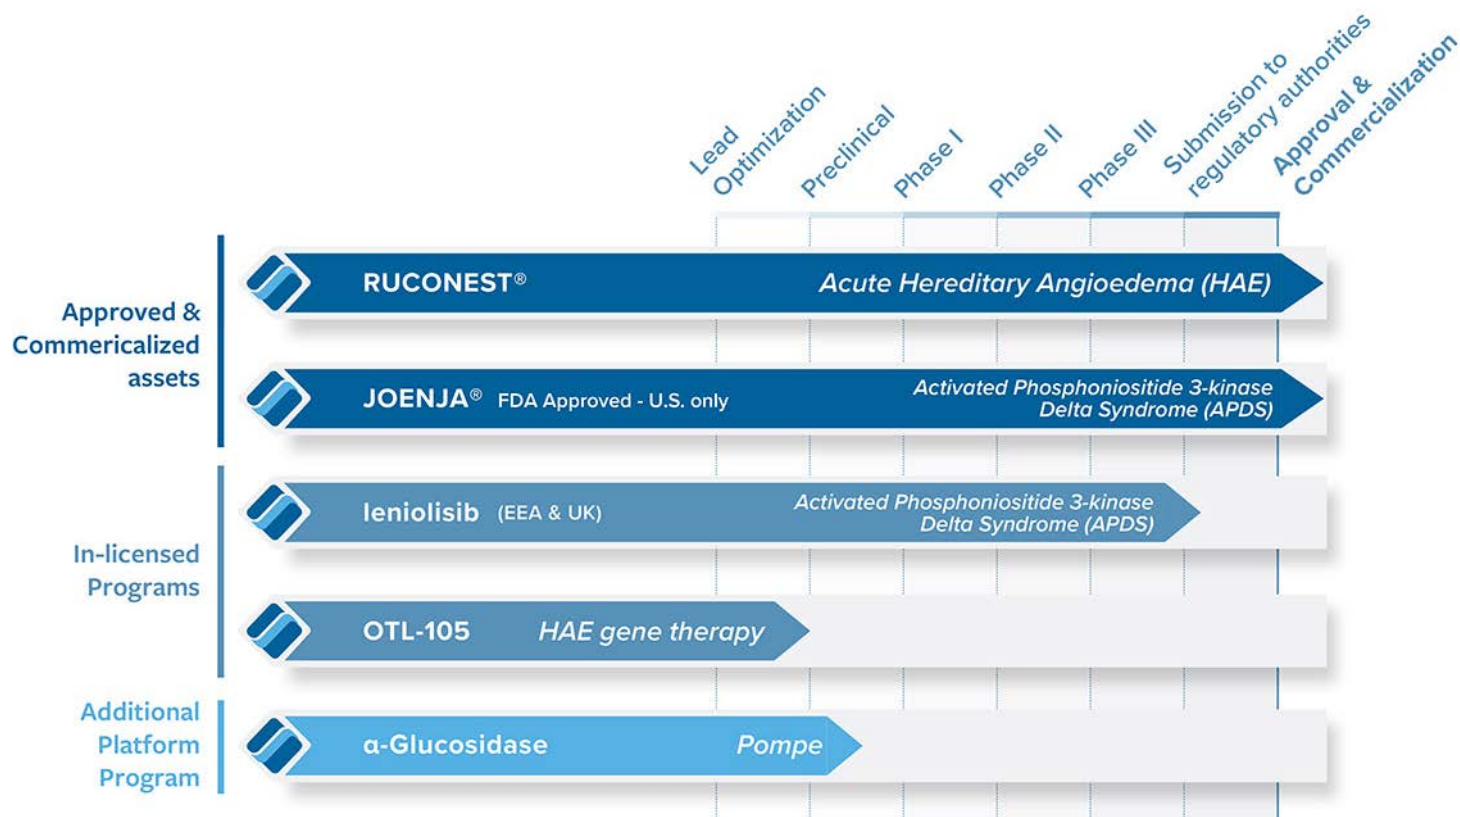 Lead
Optimization
Preclinical
Phase I
Phase II
Phase III
Submission to
regulatory authorities
Approval &
Commercialization
Approved &
Commericalized
assets
RUCONEST®
Acute Hereditary Angioedema (HAE)
JOENJA® FDA Approved - U.S. only
Activated Phosphoniositide 3-kinase
Delta Syndrome (APDS)
In-licensed
Programs
leniolisib (EEA & UK)
Activated Phosphoniositide 3-kinase
Delta Syndrome (APDS)
OTL-105
HAE gene therapy
Additional
Platform
Program
α-Glucosidase
Pompe